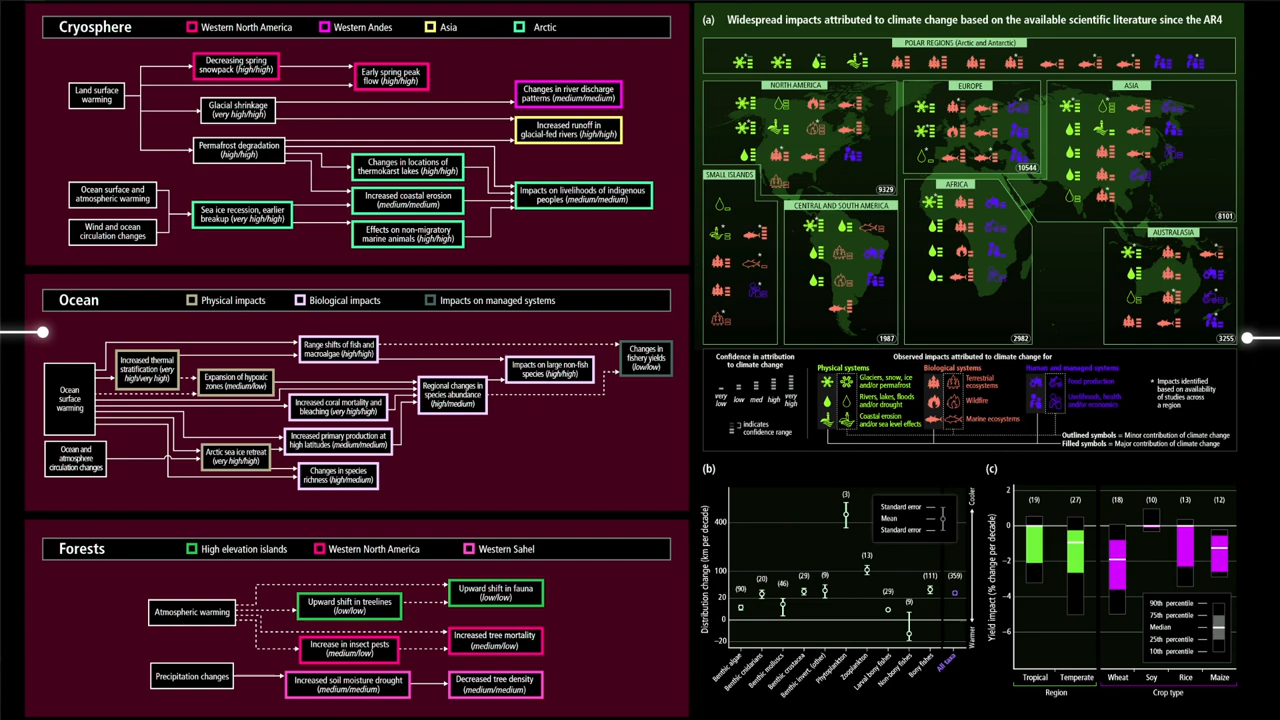 Cryosphere
Western North America
Western Andes
Asia
Arctic
Land surface
warming
Decreasing spring
snowpack (high/high)
Early spring peak
flow (high/high)
Glacial shrinkage
(very high/high)
Changes in river discharge
patterns (medium/medium)
Increased runoff in
glacial-fed rivers (high/high)
Permafrost degradation
(high/high)
Changes in locations of
thermokarst lakes (high/high)
Ocean surface and
atmospheric warming
Wind and ocean
circulation changes
Sea ice recession, earlier
breakup (very high/high)
Increased coastal erosion
(medium/medium)
Effects on non-migratory
marine animals (high/high)
Impacts on livelihoods of indigenous
peoples (medium/medium)
Ocean
Physical impacts
Biological impacts
Impacts on managed systems
Ocean
surface
warming
Increased thermal
stratification (very
high/very high)
Range shifts of fish and
macroalgae (high/high)
Expansion of hypoxic
zones (medium/low)
Increased coral mortality and
bleaching (very high/high)
Regional changes in
species abundance
(high/medium)
Impacts on large non-fish
species (high/high)
Changes in
fishery yields
(low/low)
Ocean and
atmosphere
circulation changes
Arctic sea ice retreat
(very high/high)
Increased primary production at
high latitudes (medium/medium)
Changes in species
richness (high/medium)
Forests
High elevation islands
Western North America
Western Sahel
Atmospheric warming
Upward shift in treelines
(low/low)
Upward shift in fauna
(low/low)
Increase in insect pests
(medium/low)
Increased tree mortality
(medium/low)
Precipitation changes
Increased soil moisture drought
(medium/medium)
Decreased tree density
(medium/medium)
(a) Widespread impacts attributed to climate change based on the available scientific literature since the AR4
POLAR REGIONS (Arctic and Antarctic)
NORTH AMERICA
9329
EUROPE
10544
ASIA
8101
SMALL ISLANDS
CENTRAL AND SOUTH AMERICA
1987
AFRICA
2982
AUSTRALASIA
3255
Confidence in attribution
to climate change
very
low
low
med
high
very
high
indicates
confidence range
Observed impacts attributed to climate change for
Physical systems
Glaciers, snow, ice
and/or permafrost
Rivers, lakes, floods
and/or drought
Coastal erosion
and/or sea level effects
Biological systems
Terrestrial
ecosystems
Wildfire
Marine ecosystems
Human and managed systems
Food production
Livelihoods, health
and/or economics
* Impacts identified
based on availability
of studies across
a region
Outlined symbols = Minor contribution of climate change
Filled symbols = Major contribution of climate change
(b)
Distribution change (km per decade)
400
100
20
0
−20
(90)
(20)
(46)
(29)
(9)
(3)
(13)
(29)
(9)
(111)
(359)
Standard error
Mean
Standard error
Cooler
Warmer
Benthic algae
Benthic cnidarians
Benthic molluscs
Benthic crustacea
Benthic invert. (other)
Phytoplankton
Zooplankton
Larval bony fishes
Non-bony fishes
Bony fishes
All taxa
(c)
Yield impact (% change per decade)
2
0
−2
−4
−6
(19)
(27)
(18)
(10)
(13)
(12)
90th percentile
75th percentile
Median
25th percentile
10th percentile
Tropical
Temperate
Wheat
Soy
Rice
Maize
Region
Crop type